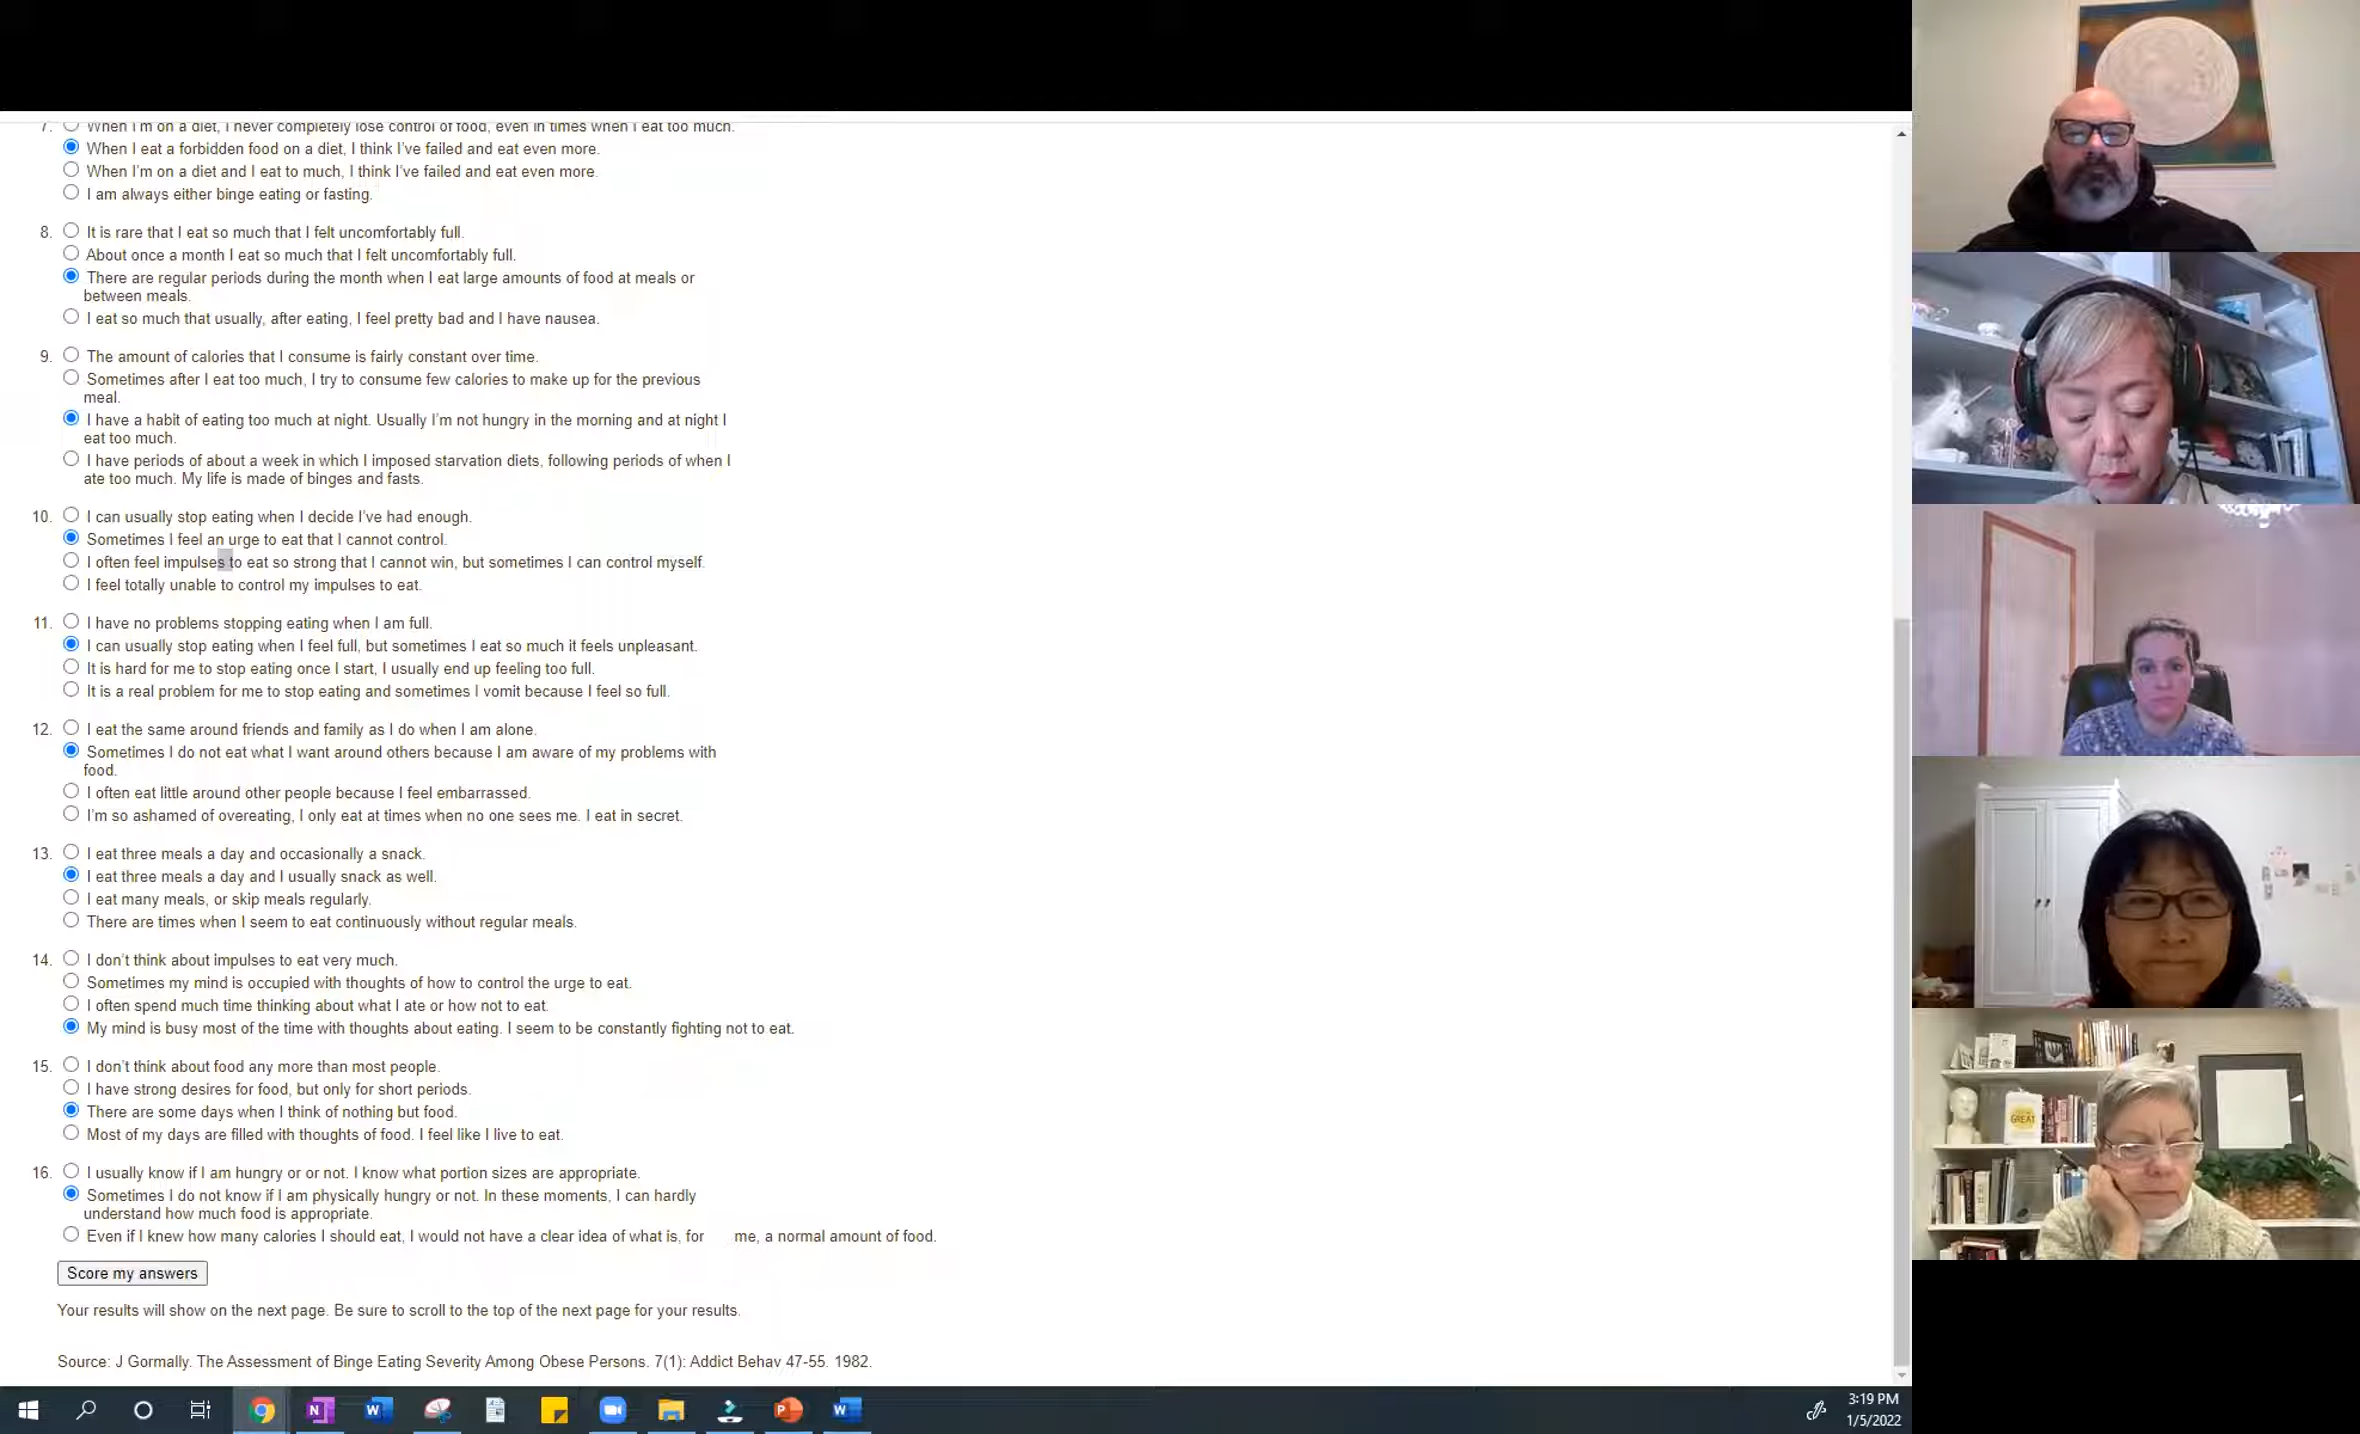 7. When I'm on a diet, I never completely lose control of food, even in times when I eat too much.
When I eat a forbidden food on a diet, I think I've failed and eat even more.
When I'm on a diet and I eat to much, I think I've failed and eat even more.
I am always either binge eating or fasting.
8. It is rare that I eat so much that I felt uncomfortably full.
About once a month I eat so much that I felt uncomfortably full.
There are regular periods during the month when I eat large amounts of food at meals or
between meals.
I eat so much that usually, after eating, I feel pretty bad and I have nausea.
9. The amount of calories that I consume is fairly constant over time.
Sometimes after I eat too much, I try to consume few calories to make up for the previous
meal.
I have a habit of eating too much at night. Usually I'm not hungry in the morning and at night I
eat too much.
I have periods of about a week in which I imposed starvation diets, following periods of when I
ate too much. My life is made of binges and fasts.
10. I can usually stop eating when I decide I've had enough.
Sometimes I feel an urge to eat that I cannot control.
I often feel impulses to eat so strong that I cannot win, but sometimes I can control myself.
I feel totally unable to control my impulses to eat.
11. I have no problems stopping eating when I am full.
I can usually stop eating when I feel full, but sometimes I eat so much it feels unpleasant.
It is hard for me to stop eating once I start, I usually end up feeling too full.
It is a real problem for me to stop eating and sometimes I vomit because I feel so full.
12. I eat the same around friends and family as I do when I am alone.
Sometimes I do not eat what I want around others because I am aware of my problems with
food.
I often eat little around other people because I feel embarrassed.
I'm so ashamed of overeating, I only eat at times when no one sees me. I eat in secret.
13. I eat three meals a day and occasionally a snack.
I eat three meals a day and I usually snack as well.
I eat many meals, or skip meals regularly.
There are times when I seem to eat continuously without regular meals.
14. I don't think about impulses to eat very much.
Sometimes my mind is occupied with thoughts of how to control the urge to eat.
I often spend much time thinking about what I ate or how not to eat.
My mind is busy most of the time with thoughts about eating. I seem to be constantly fighting not to eat.
15. I don't think about food any more than most people.
I have strong desires for food, but only for short periods.
There are some days when I think of nothing but food.
Most of my days are filled with thoughts of food. I feel like I live to eat.
16. I usually know if I am hungry or or not. I know what portion sizes are appropriate.
Sometimes I do not know if I am physically hungry or not. In these moments, I can hardly
understand how much food is appropriate.
Even if I knew how many calories I should eat, I would not have a clear idea of what is, for me, a normal amount of food.
Score my answers
Your results will show on the next page. Be sure to scroll to the top of the next page for your results.
Source: J Gormally. The Assessment of Binge Eating Severity Among Obese Persons. 7(1): Addict Behav 47-55. 1982.
N W P W
3:19 PM
1/5/2022
GREAT